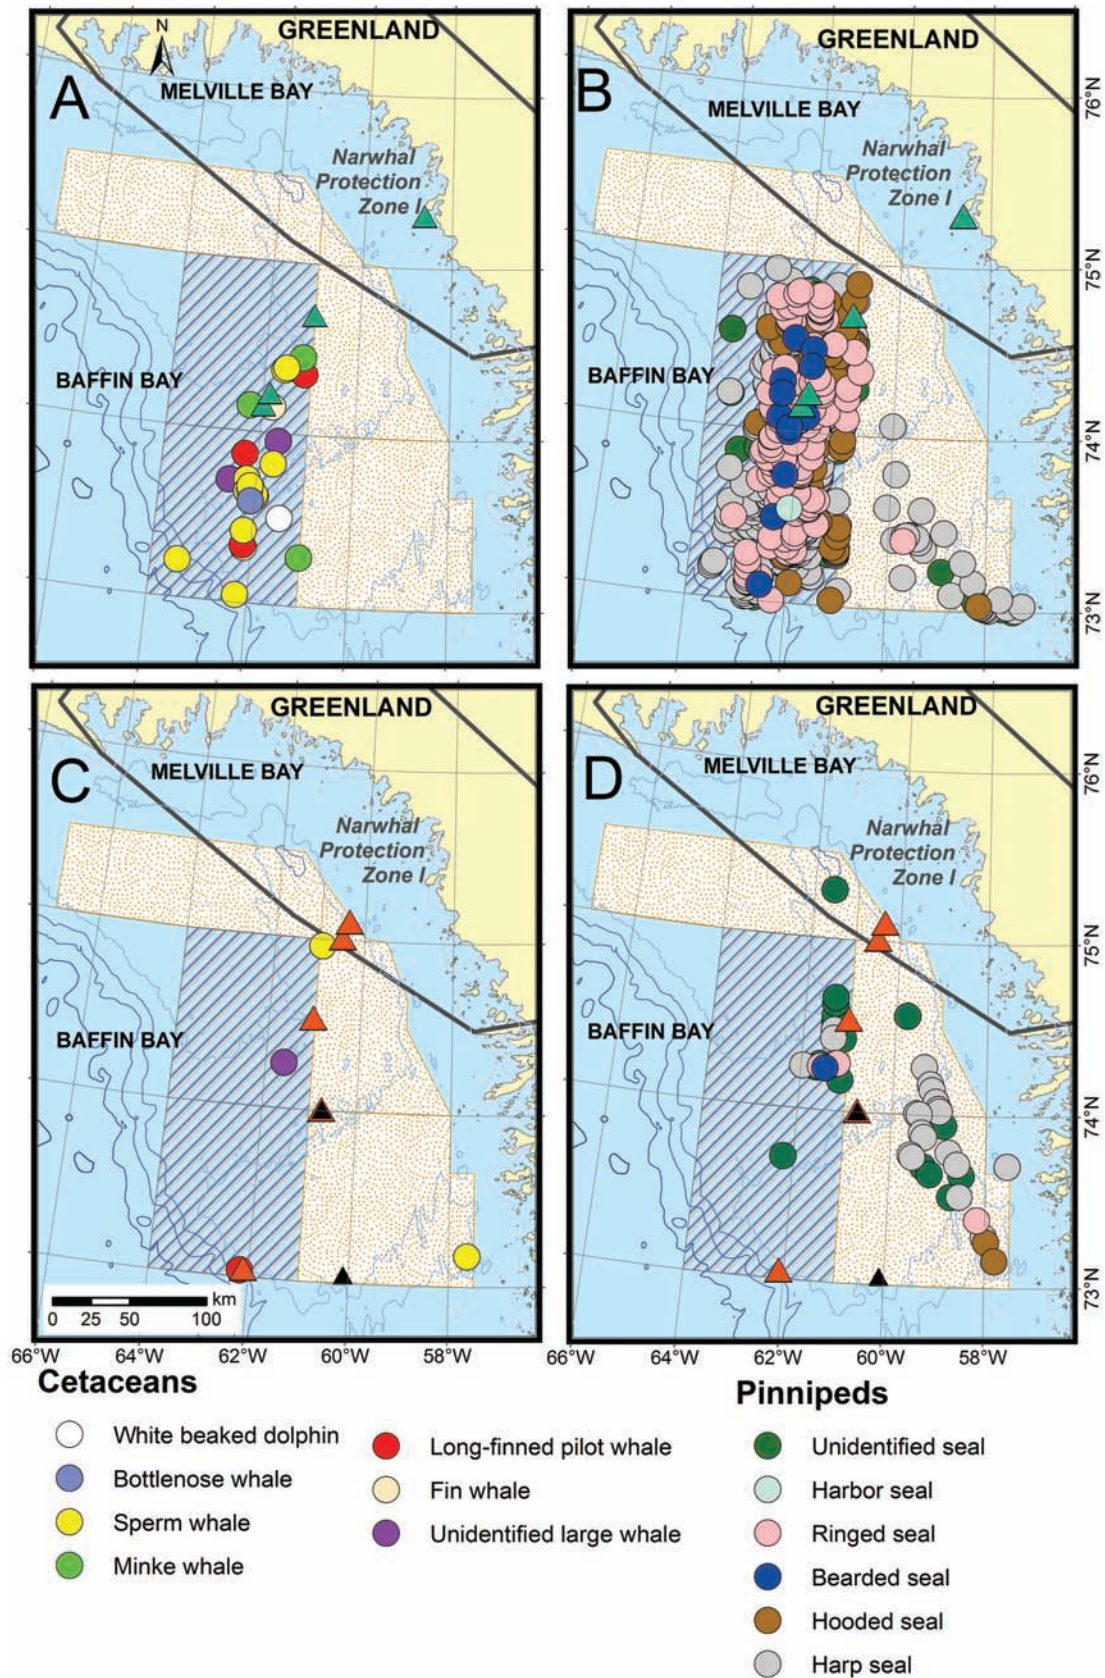 N
GREENLAND
A
MELVILLE BAY
Narwhal
Protection
Zone I
BAFFIN BAY
GREENLAND
B
MELVILLE BAY
Narwhal
Protection
Zone I
BAFFIN BAY
76°N
75°N
74°N
73°N
GREENLAND
C
MELVILLE BAY
Narwhal
Protection
Zone I
BAFFIN BAY
km
0 25 50 100
66°W 64°W 62°W 60°W 58°W
GREENLAND
D
MELVILLE BAY
Narwhal
Protection
Zone I
BAFFIN BAY
76°N
75°N
74°N
73°N
66°W 64°W 62°W 60°W 58°W
Cetaceans
White beaked dolphin
Bottlenose whale
Sperm whale
Minke whale
Long-finned pilot whale
Fin whale
Unidentified large whale
Pinnipeds
Unidentified seal
Harbor seal
Ringed seal
Bearded seal
Hooded seal
Harp seal